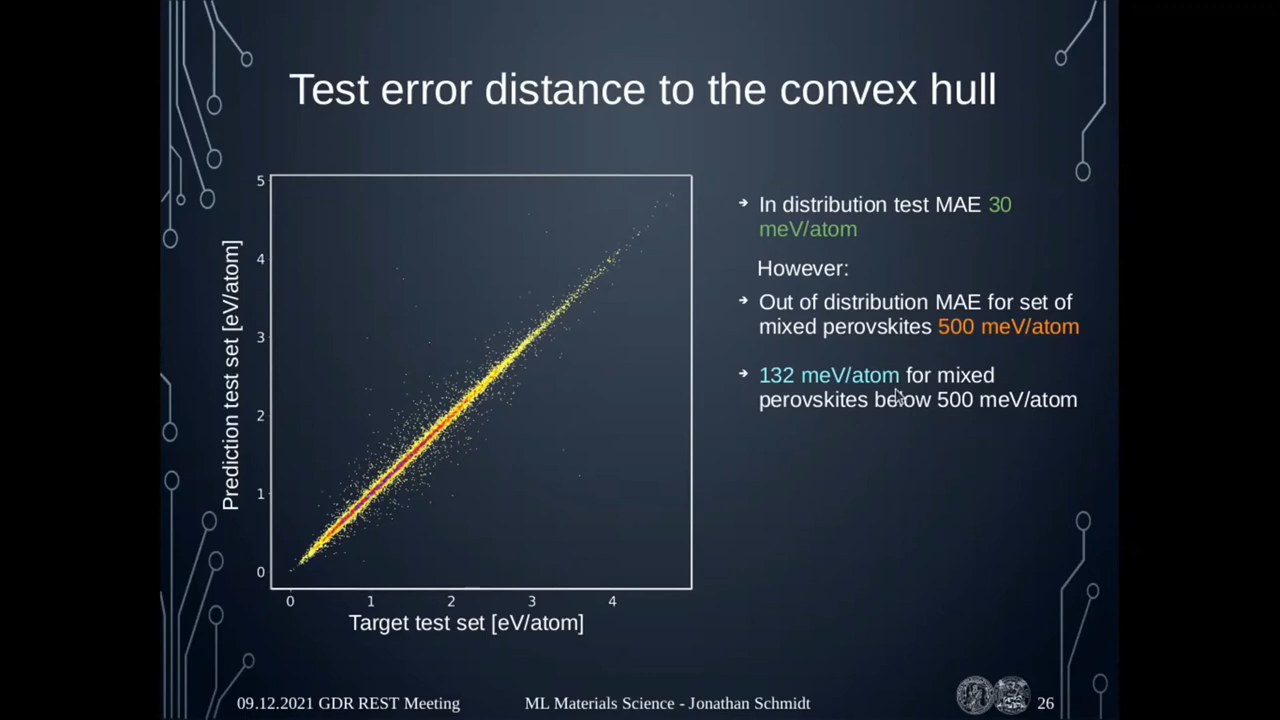 Test error distance to the convex hull
5
4
3
2
1
0
Prediction test set [eV/atom]
0 1 2 3 4
Target test set [eV/atom]
In distribution test MAE 30
meV/atom
However:
Out of distribution MAE for set of
mixed perovskites 500 meV/atom
132 meV/atom for mixed
perovskites below 500 meV/atom
09.12.2021 GDR REST Meeting
ML Materials Science - Jonathan Schmidt
26